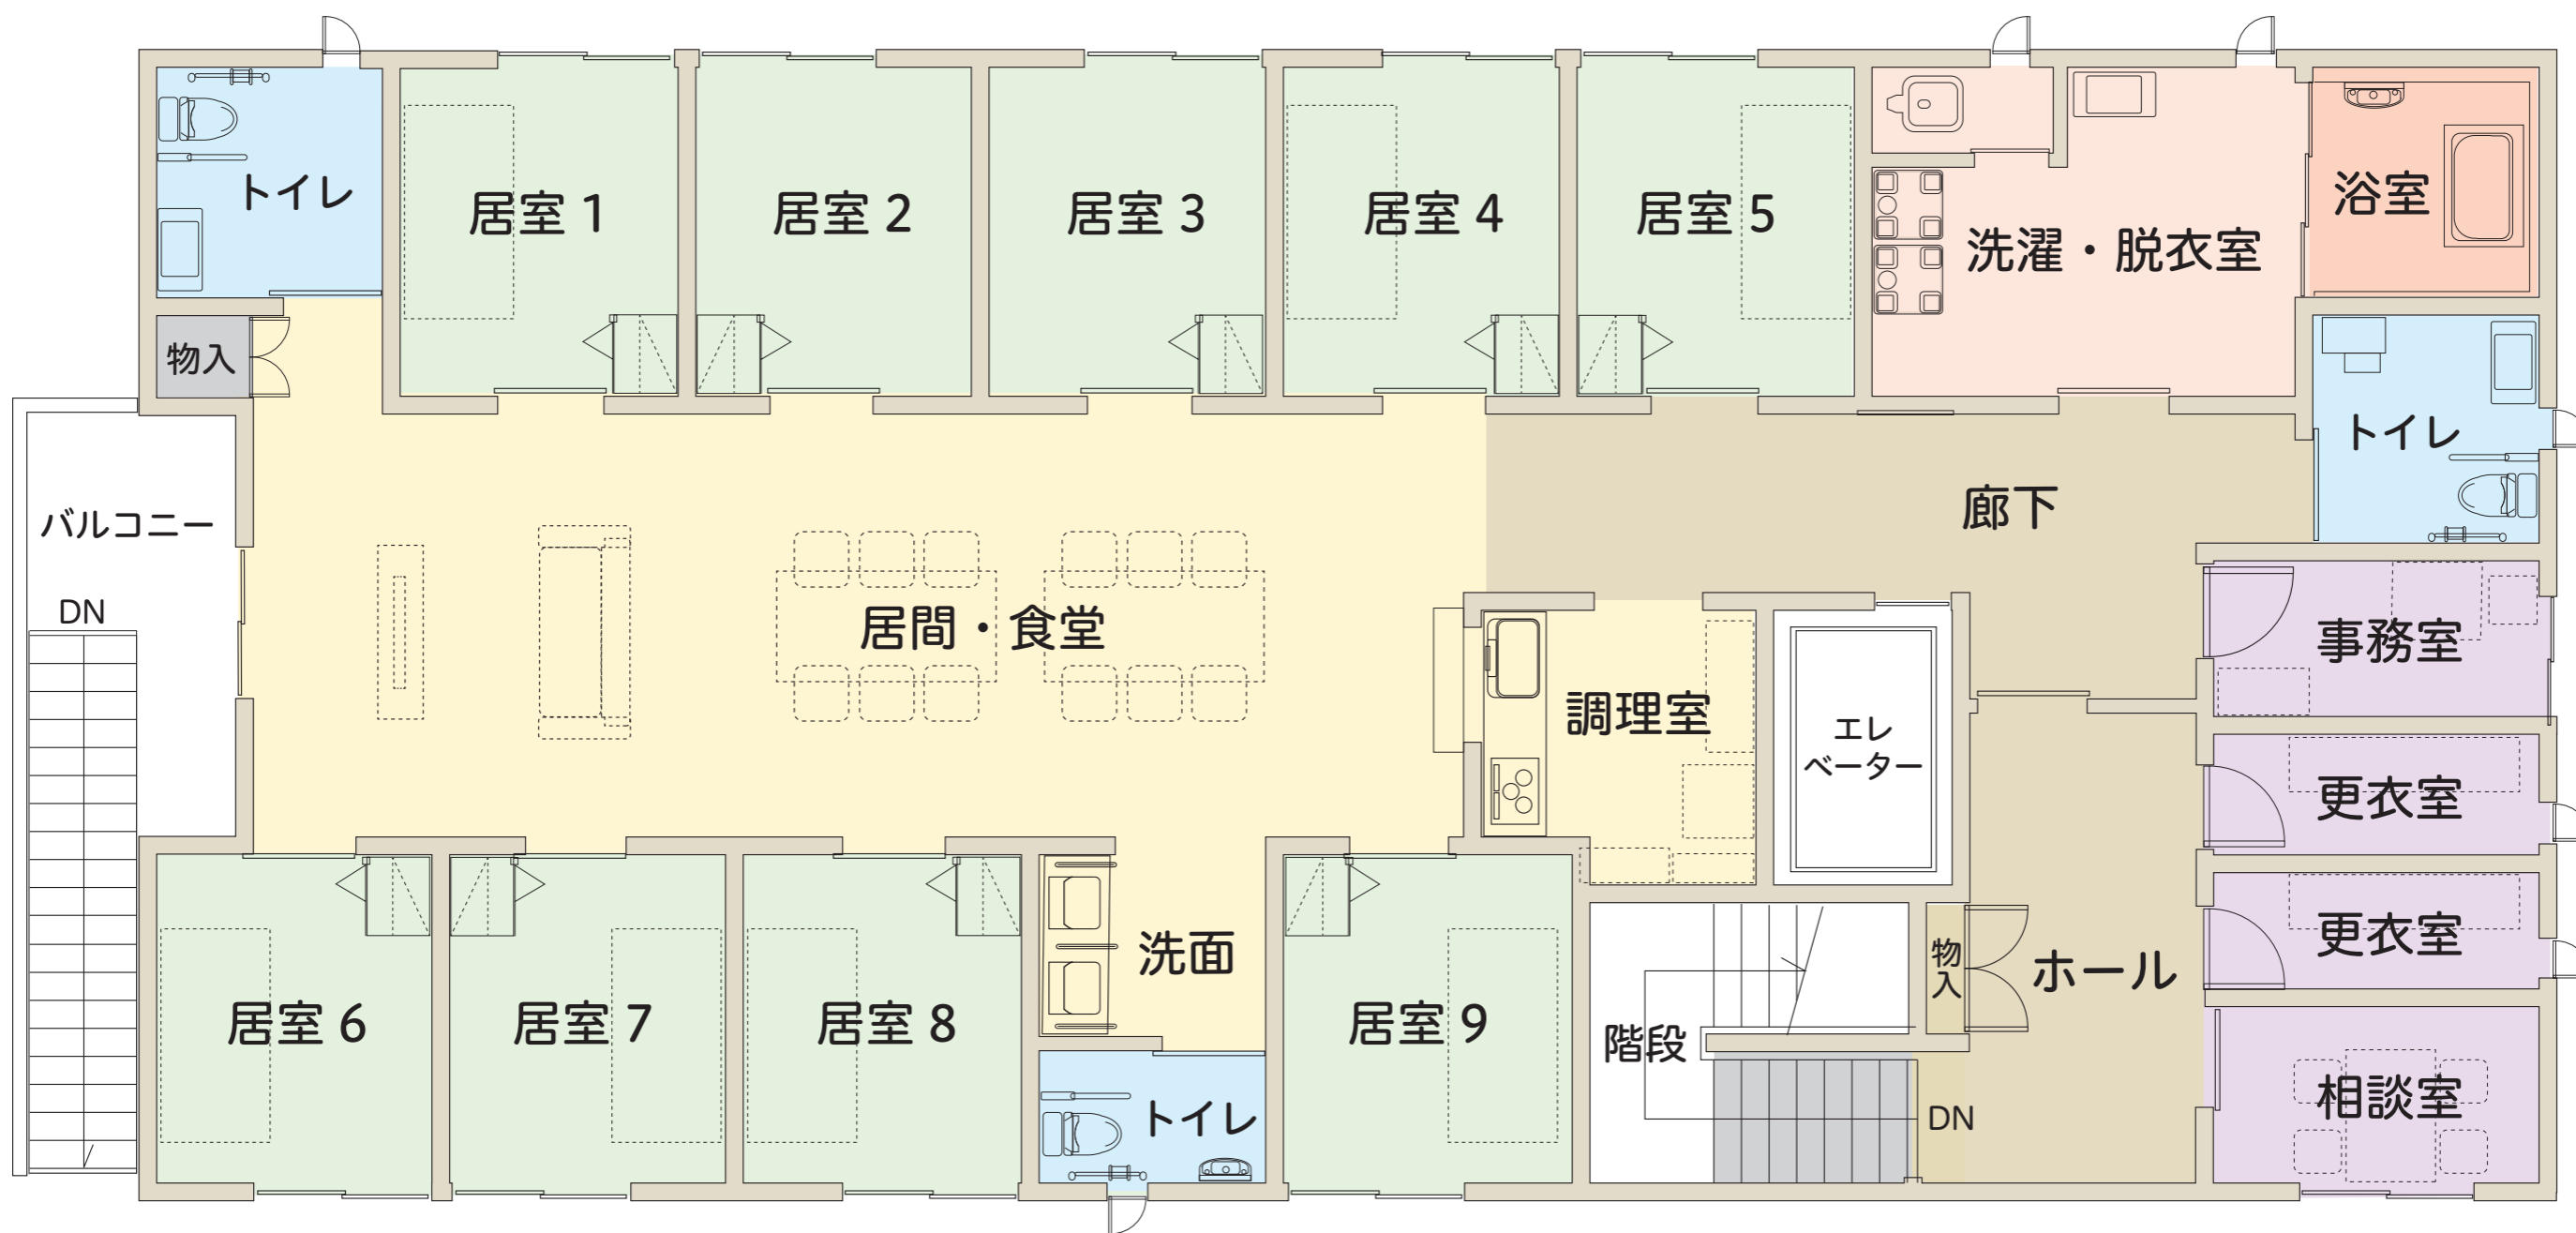 トイレ
居室 1
居室 2
居室 3
居室 4
居室 5
洗濯・脱衣室
浴室
物入
トイレ
バルコニー
DN
居間・食堂
廊下
調理室
エレ
ベーター
事務室
更衣室
更衣室
相談室
居室 6
居室 7
居室 8
洗面
トイレ
居室 9
階段
物入
ホール
DN